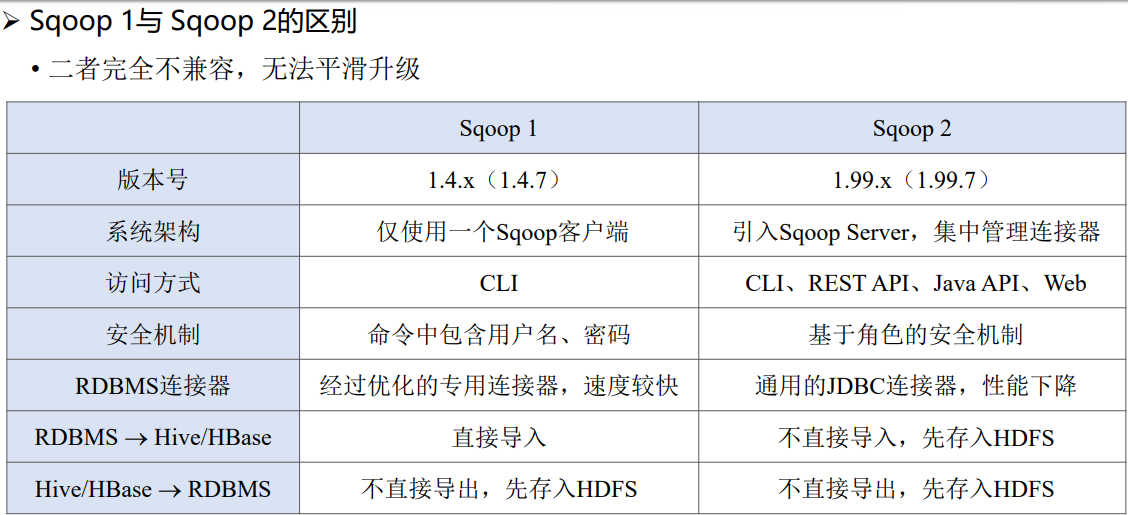 ➢ Sqoop 1与 Sqoop 2的区别
• 二者完全不兼容，无法平滑升级
Sqoop 1 Sqoop 2
版本号 1.4.x（1.4.7） 1.99.x（1.99.7）
系统架构 仅使用一个Sqoop客户端 引入Sqoop Server，集中管理连接器
访问方式 CLI CLI、REST API、Java API、Web
安全机制 命令中包含用户名、密码 基于角色的安全机制
RDBMS连接器 经过优化的专用连接器，速度较快 通用的JDBC连接器，性能下降
RDBMS → Hive/HBase 直接导入 不直接导入，先存入HDFS
Hive/HBase → RDBMS 不直接导出，先存入HDFS 不直接导出，先存入HDFS